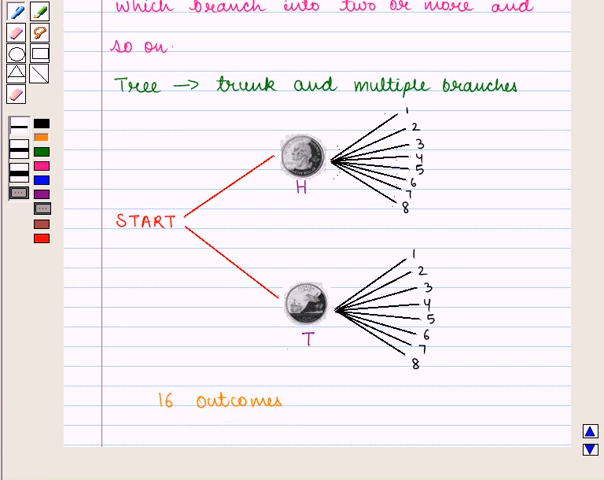 which branch into two or more and
so on.
Tree → trunk and multiple branches
1
2
3
4
5
6
7
8
H
START
1
2
3
4
5
6
7
8
T
16 outcomes